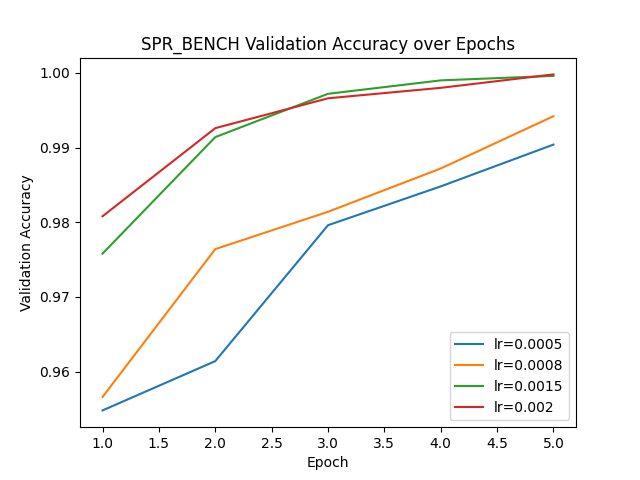 SPR_BENCH Validation Accuracy over Epochs
Validation Accuracy
1.00
0.99
0.98
0.97
0.96
lr=0.0005
lr=0.0008
lr=0.0015
lr=0.002
1.0 1.5 2.0 2.5 3.0 3.5 4.0 4.5 5.0
Epoch